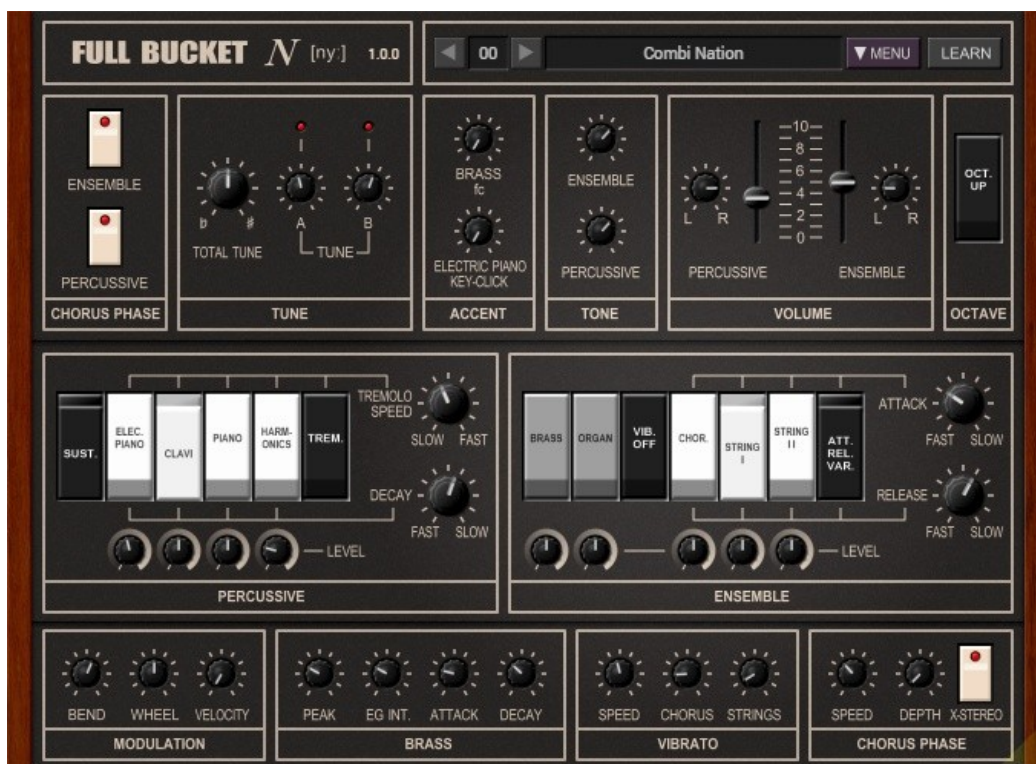 FULL BUCKET N [ny:] 1.0.0
00 Combi Nation ▼ MENU LEARN
ENSEMBLE
PERCUSSIVE
CHORUS PHASE
♭ ♯
TOTAL TUNE
A B
TUNE
TUNE
BRASS
fc
ELECTRIC PIANO
KEY-CLICK
ACCENT
ENSEMBLE
PERCUSSIVE
TONE
L R
PERCUSSIVE
10
8
6
4
2
0
L R
ENSEMBLE
VOLUME
OCT.
UP
OCTAVE
SUST.
ELEC.
PIANO
CLAVI
PIANO
HARM-
ONICS
TREM.
TREMOLO
SPEED
SLOW FAST
DECAY
FAST SLOW
LEVEL
PERCUSSIVE
BRASS
ORGAN
VIB.
OFF
CHOR.
STRING
I
STRING
II
ATT.
REL.
VAR.
ATTACK
FAST SLOW
RELEASE
FAST SLOW
LEVEL
ENSEMBLE
BEND WHEEL VELOCITY
MODULATION
PEAK EG INT. ATTACK DECAY
BRASS
SPEED CHORUS STRINGS
VIBRATO
SPEED DEPTH X-STEREO
CHORUS PHASE